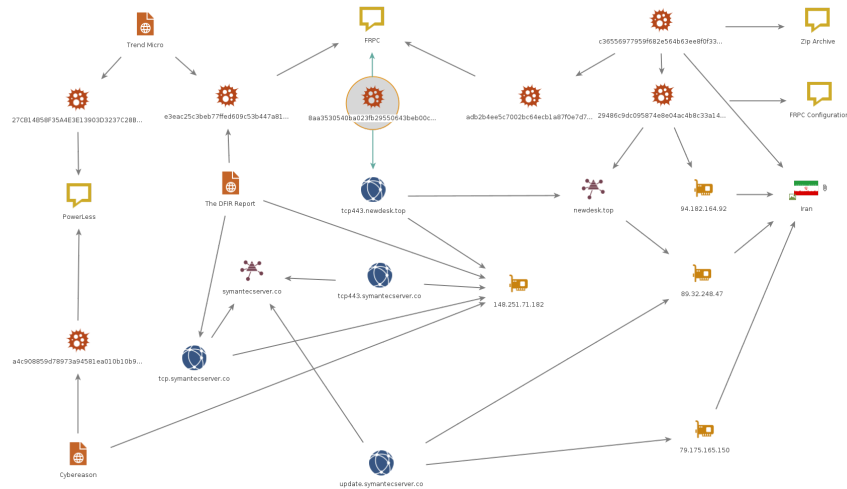 Trend Micro
FRPC
c36556977959f682e564b63ee8f0f33...
Zip Archive
27CB14B58F35A4E3E13903D3237C28B...
e3eac25c3beb77ffed609c53b447a81...
8aa3530540ba023fb29550643beb00c...
adb2b4ee5c7002bc64ecb1a87f0e7d7...
29486c9dc095874e8e04ac4b8c33a14...
FRPC Configuration
PowerLess
The DFIR Report
tcp443.newdesk.top
newdesk.top
94.182.164.92
Iran
symantecserver.co
tcp443.symantecserver.co
148.251.71.182
89.32.248.47
a4c908859d78973a94581ea010b10b9...
tcp.symantecserver.co
Cybereason
update.symantecserver.co
79.175.165.150